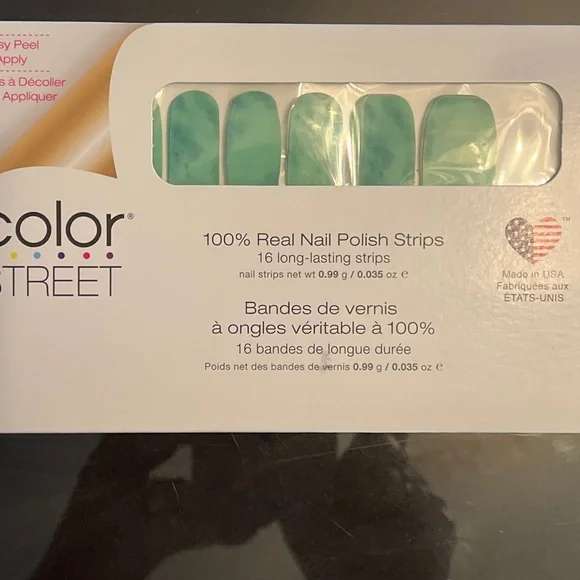 sy Peel
Apply
s à Décoller
Appliquer
color®
STREET
100% Real Nail Polish Strips
16 long-lasting strips
nail strips net wt 0.99 g / 0.035 oz ℮
Bandes de vernis
à ongles véritable à 100%
16 bandes de longue durée
Poids net des bandes de vernis 0.99 g / 0.035 oz ℮
™
Made in USA
Fabriquées aux
ÉTATS-UNIS